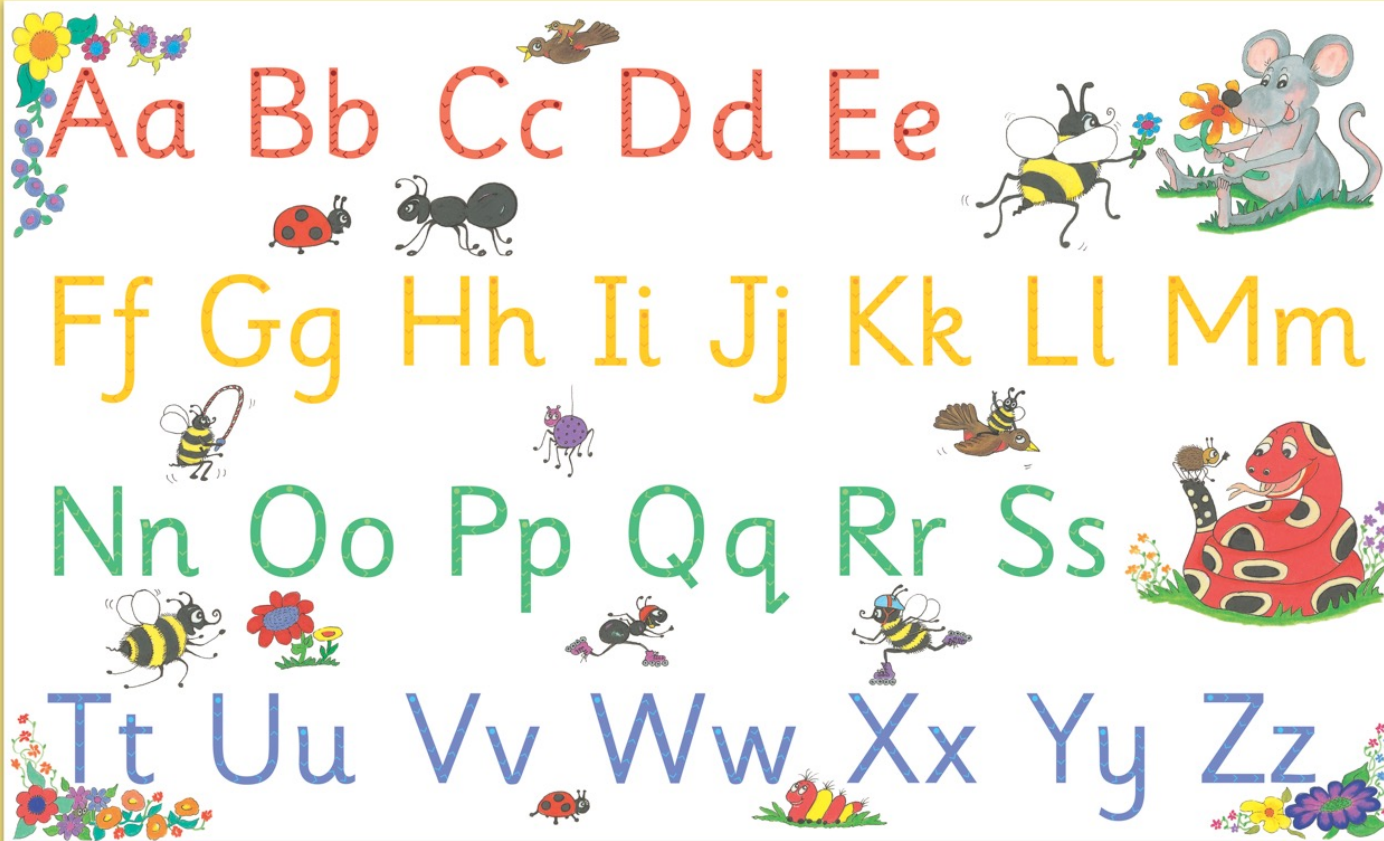 Aa Bb Cc Dd Ee
Ff Gg Hh Ii Jj Kk Ll Mm
Nn Oo Pp Qq Rr Ss
Tt Uu Vv Ww Xx Yy Zz